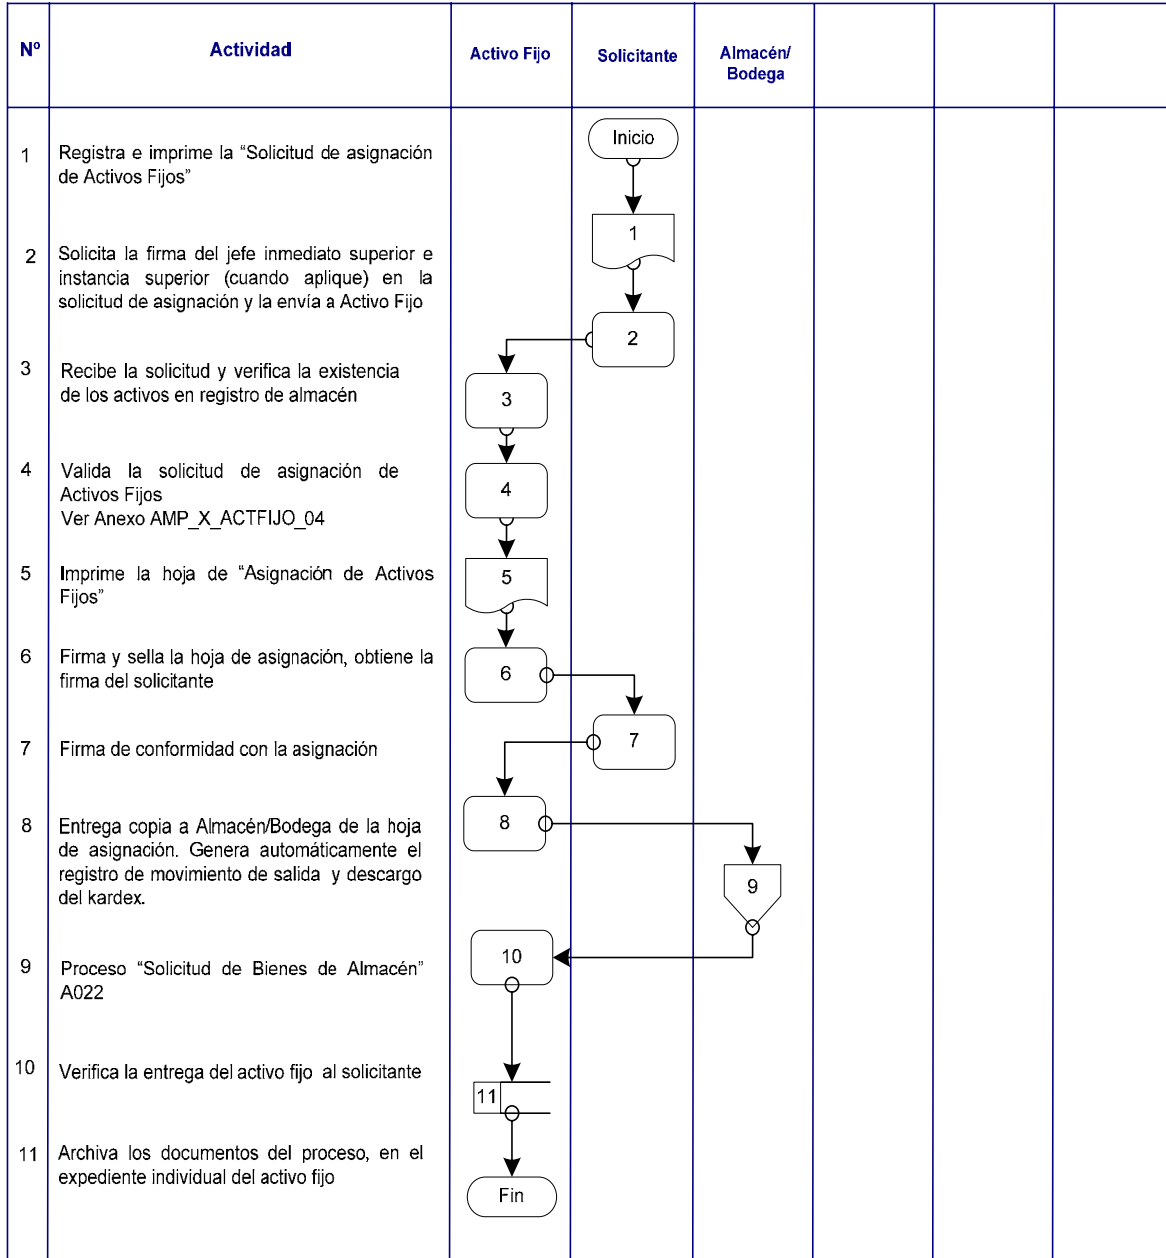 Nº
Actividad
Activo Fijo
Solicitante
Almacén/
Bodega
Inicio
1
Registra e imprime la “Solicitud de asignación
de Activos Fijos”
1
2
Solicita la firma del jefe inmediato superior e
instancia superior (cuando aplique) en la
solicitud de asignación y la envía a Activo Fijo
2
3
Recibe la solicitud y verifica la existencia
de los activos en registro de almacén
3
4
Valida la solicitud de asignación de
Activos Fijos
Ver Anexo AMP_X_ACTFIJO_04
4
5
Imprime la hoja de “Asignación de Activos
Fijos”
5
6
Firma y sella la hoja de asignación, obtiene la
firma del solicitante
6
7
Firma de conformidad con la asignación
7
8
Entrega copia a Almacén/Bodega de la hoja
de asignación. Genera automáticamente el
registro de movimiento de salida y descargo
del kardex.
8
9
9
Proceso “Solicitud de Bienes de Almacén”
A022
10
10
Verifica la entrega del activo fijo al solicitante
11
11
Archiva los documentos del proceso, en el
expediente individual del activo fijo
Fin